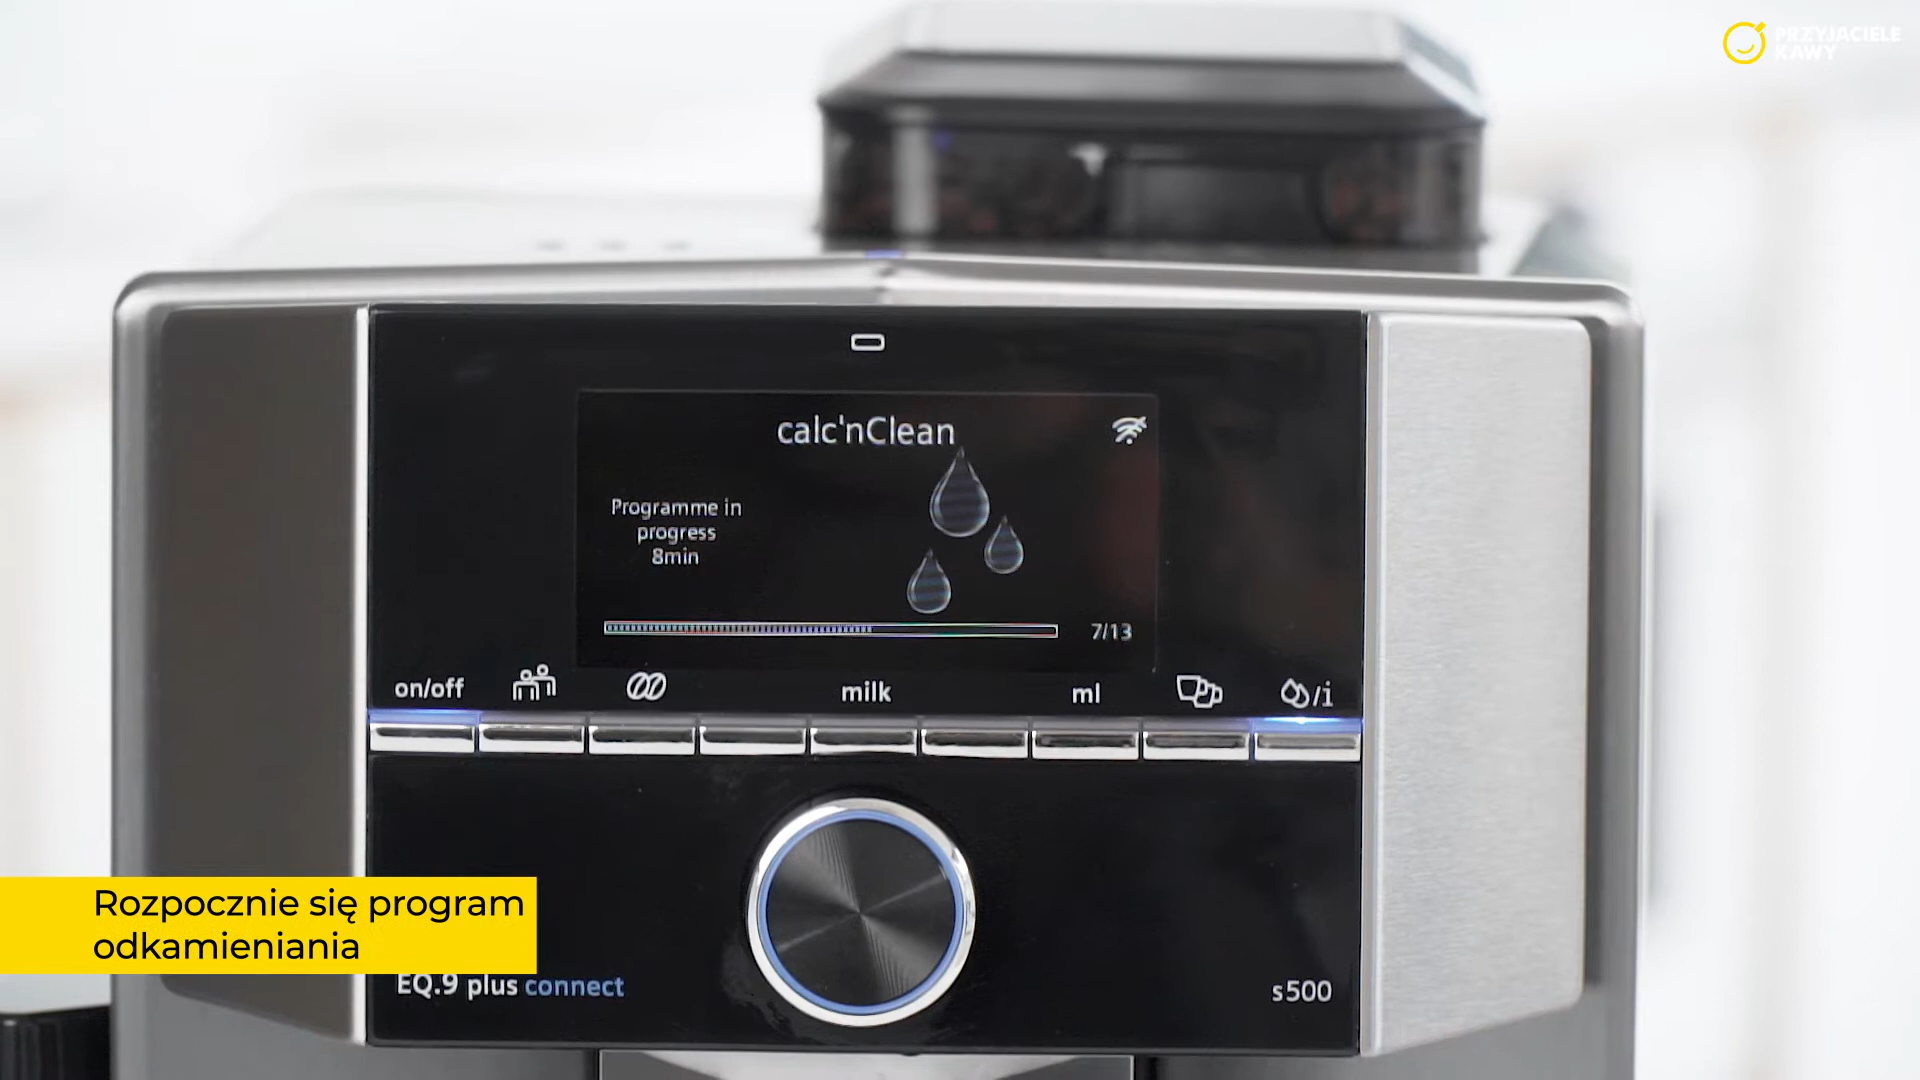 PRZYJACIELE
KAWY
calc'nClean
Programme in
progress
8min
7/13
on/off
milk
ml
/i
Rozpocznie się program
odkamieniania
EQ.9 plus connect
s500